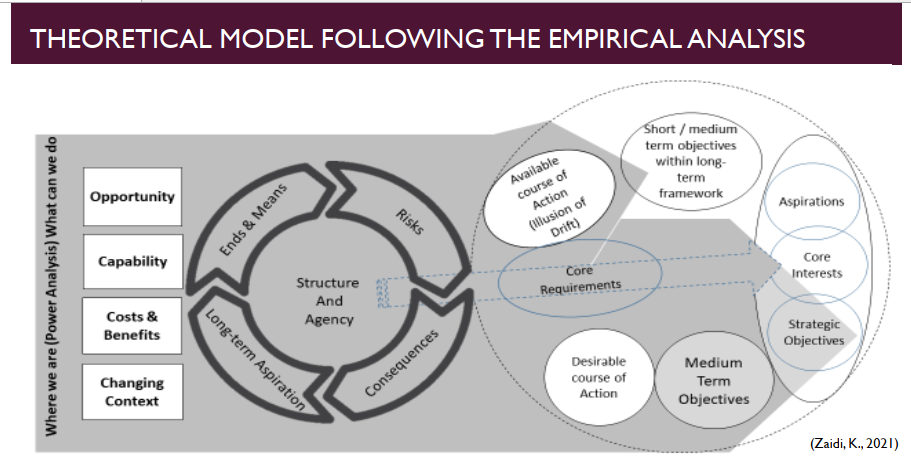 THEORETICAL MODEL FOLLOWING THE EMPIRICAL ANALYSIS
Where we are (Power Analysis) What can we do
Opportunity
Capability
Costs &
Benefits
Changing
Context
Ends & Means
Risks
Long-term Aspiration
Consequences
Structure
And
Agency
Available
course of
Action
(Illusion of
Drift)
Short / medium
term objectives
within long-
term
framework
Core
Requirements
Desirable
course of
Action
Medium
Term
Objectives
Aspirations
Core
Interests
Strategic
Objectives
(Zaidi, K., 2021)